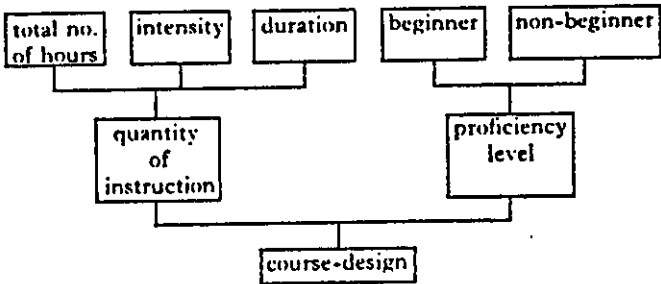 total no.
of hours
intensity
duration
beginner
non-beginner
quantity
of
instruction
proficiency
level
course-design